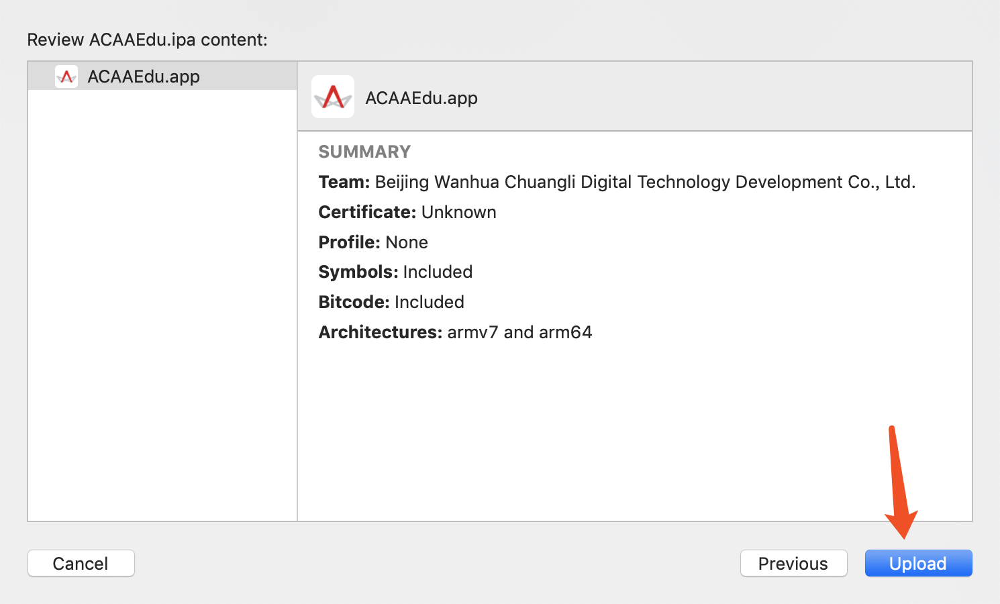 Review ACAAEdu.ipa content:
ACAAEdu.app
ACAAEdu.app
SUMMARY
Team: Beijing Wanhua Chuangli Digital Technology Development Co., Ltd.
Certificate: Unknown
Profile: None
Symbols: Included
Bitcode: Included
Architectures: armv7 and arm64
Cancel
Previous
Upload